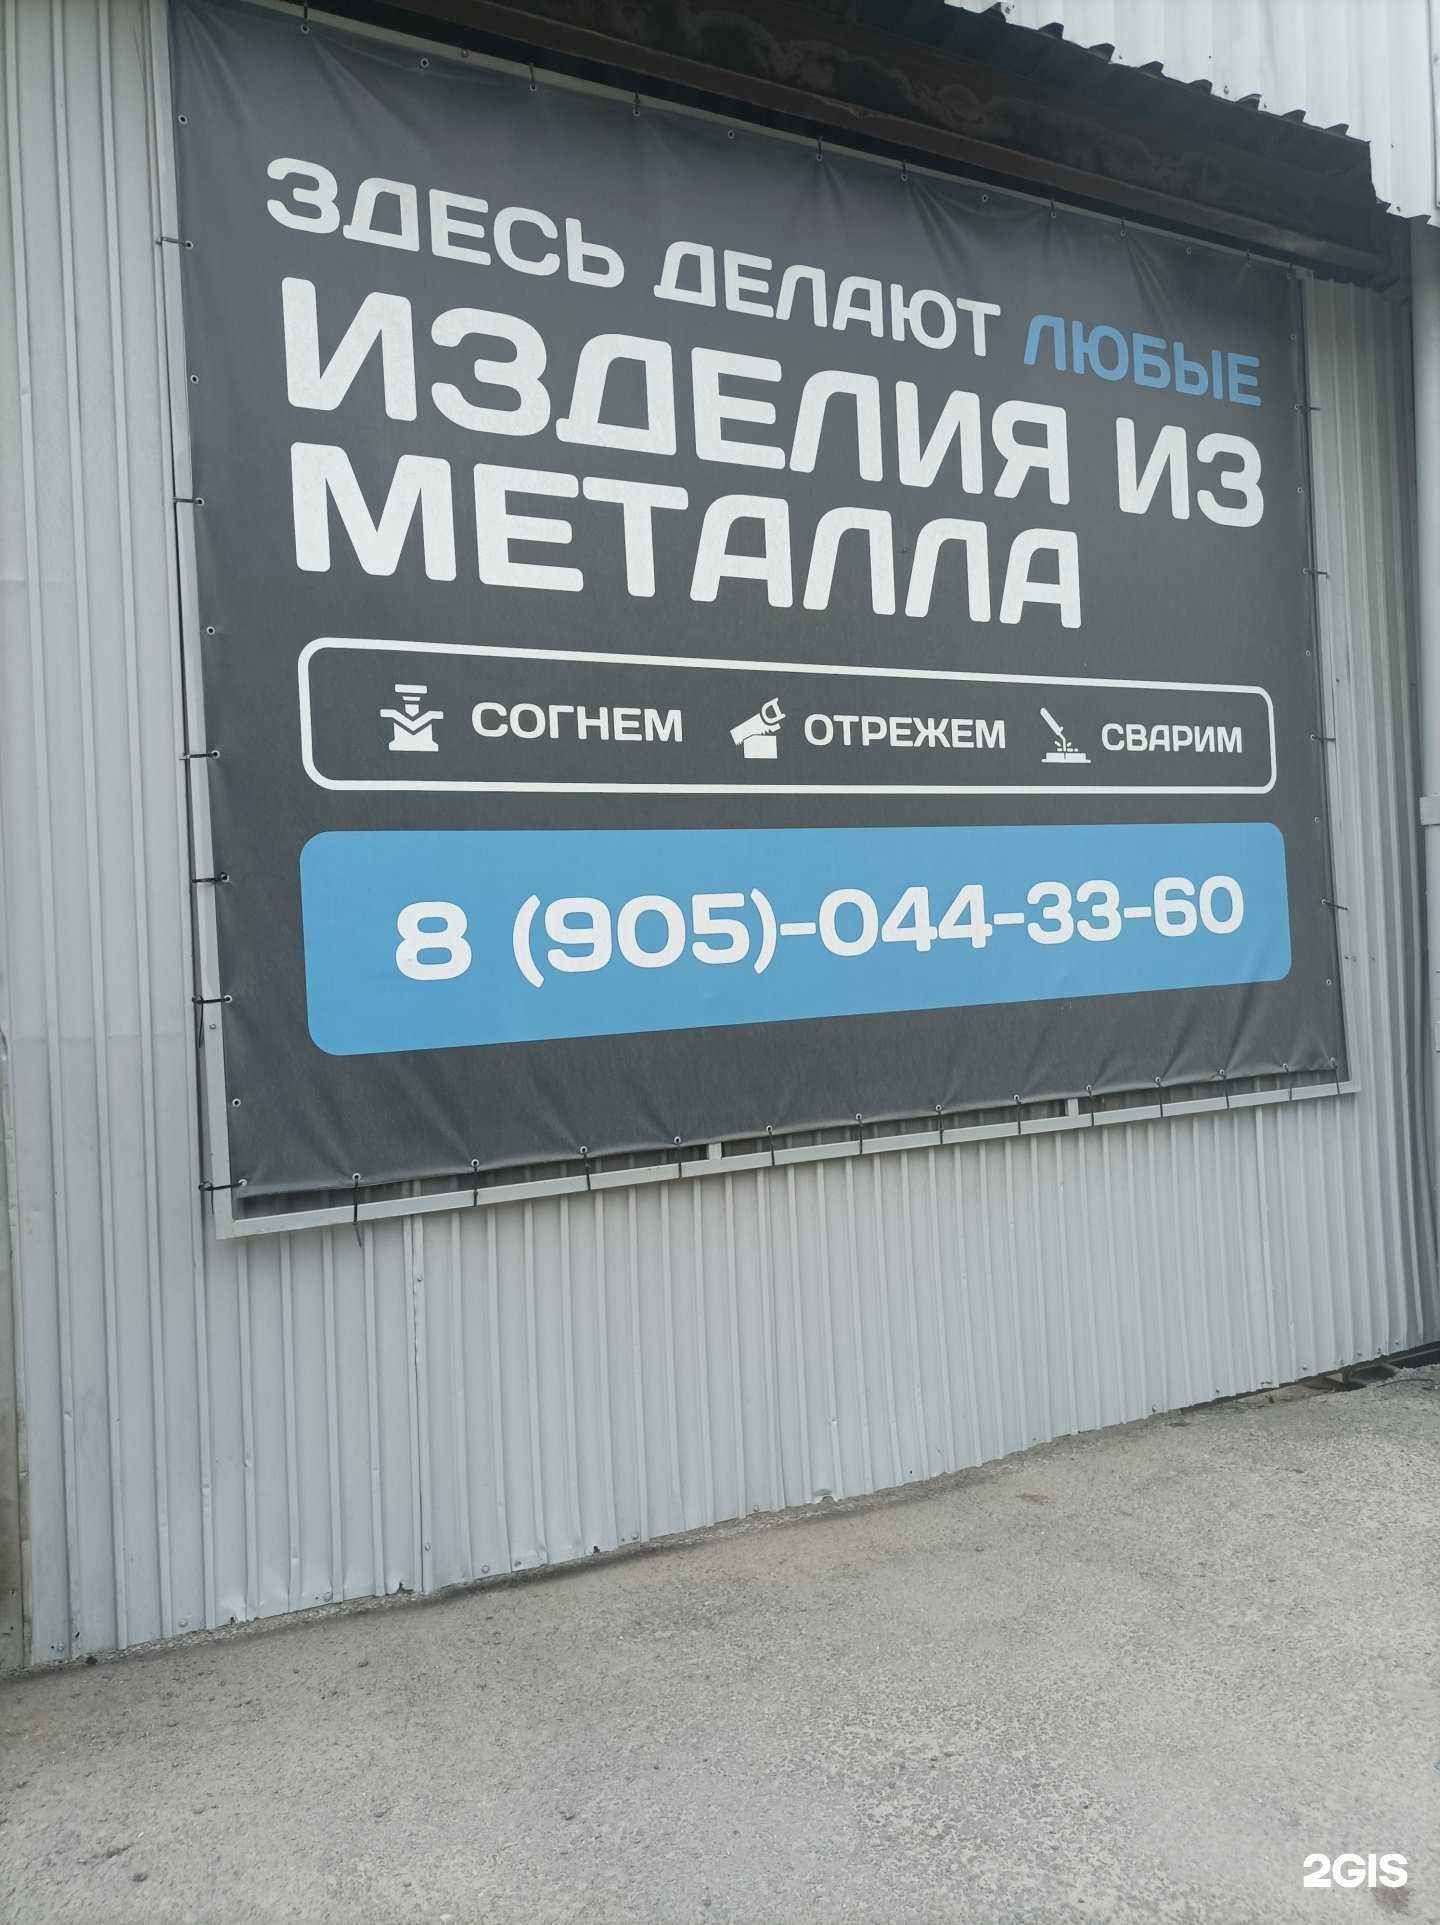 ЗДЕСЬ ДЕЛАЮТ ЛЮБЫЕ
ИЗДЕЛИЯ ИЗ
МЕТАЛЛА
СОГНЕМ ОТРЕЖЕМ СВАРИМ
8 (905)-044-33-60
2GIS